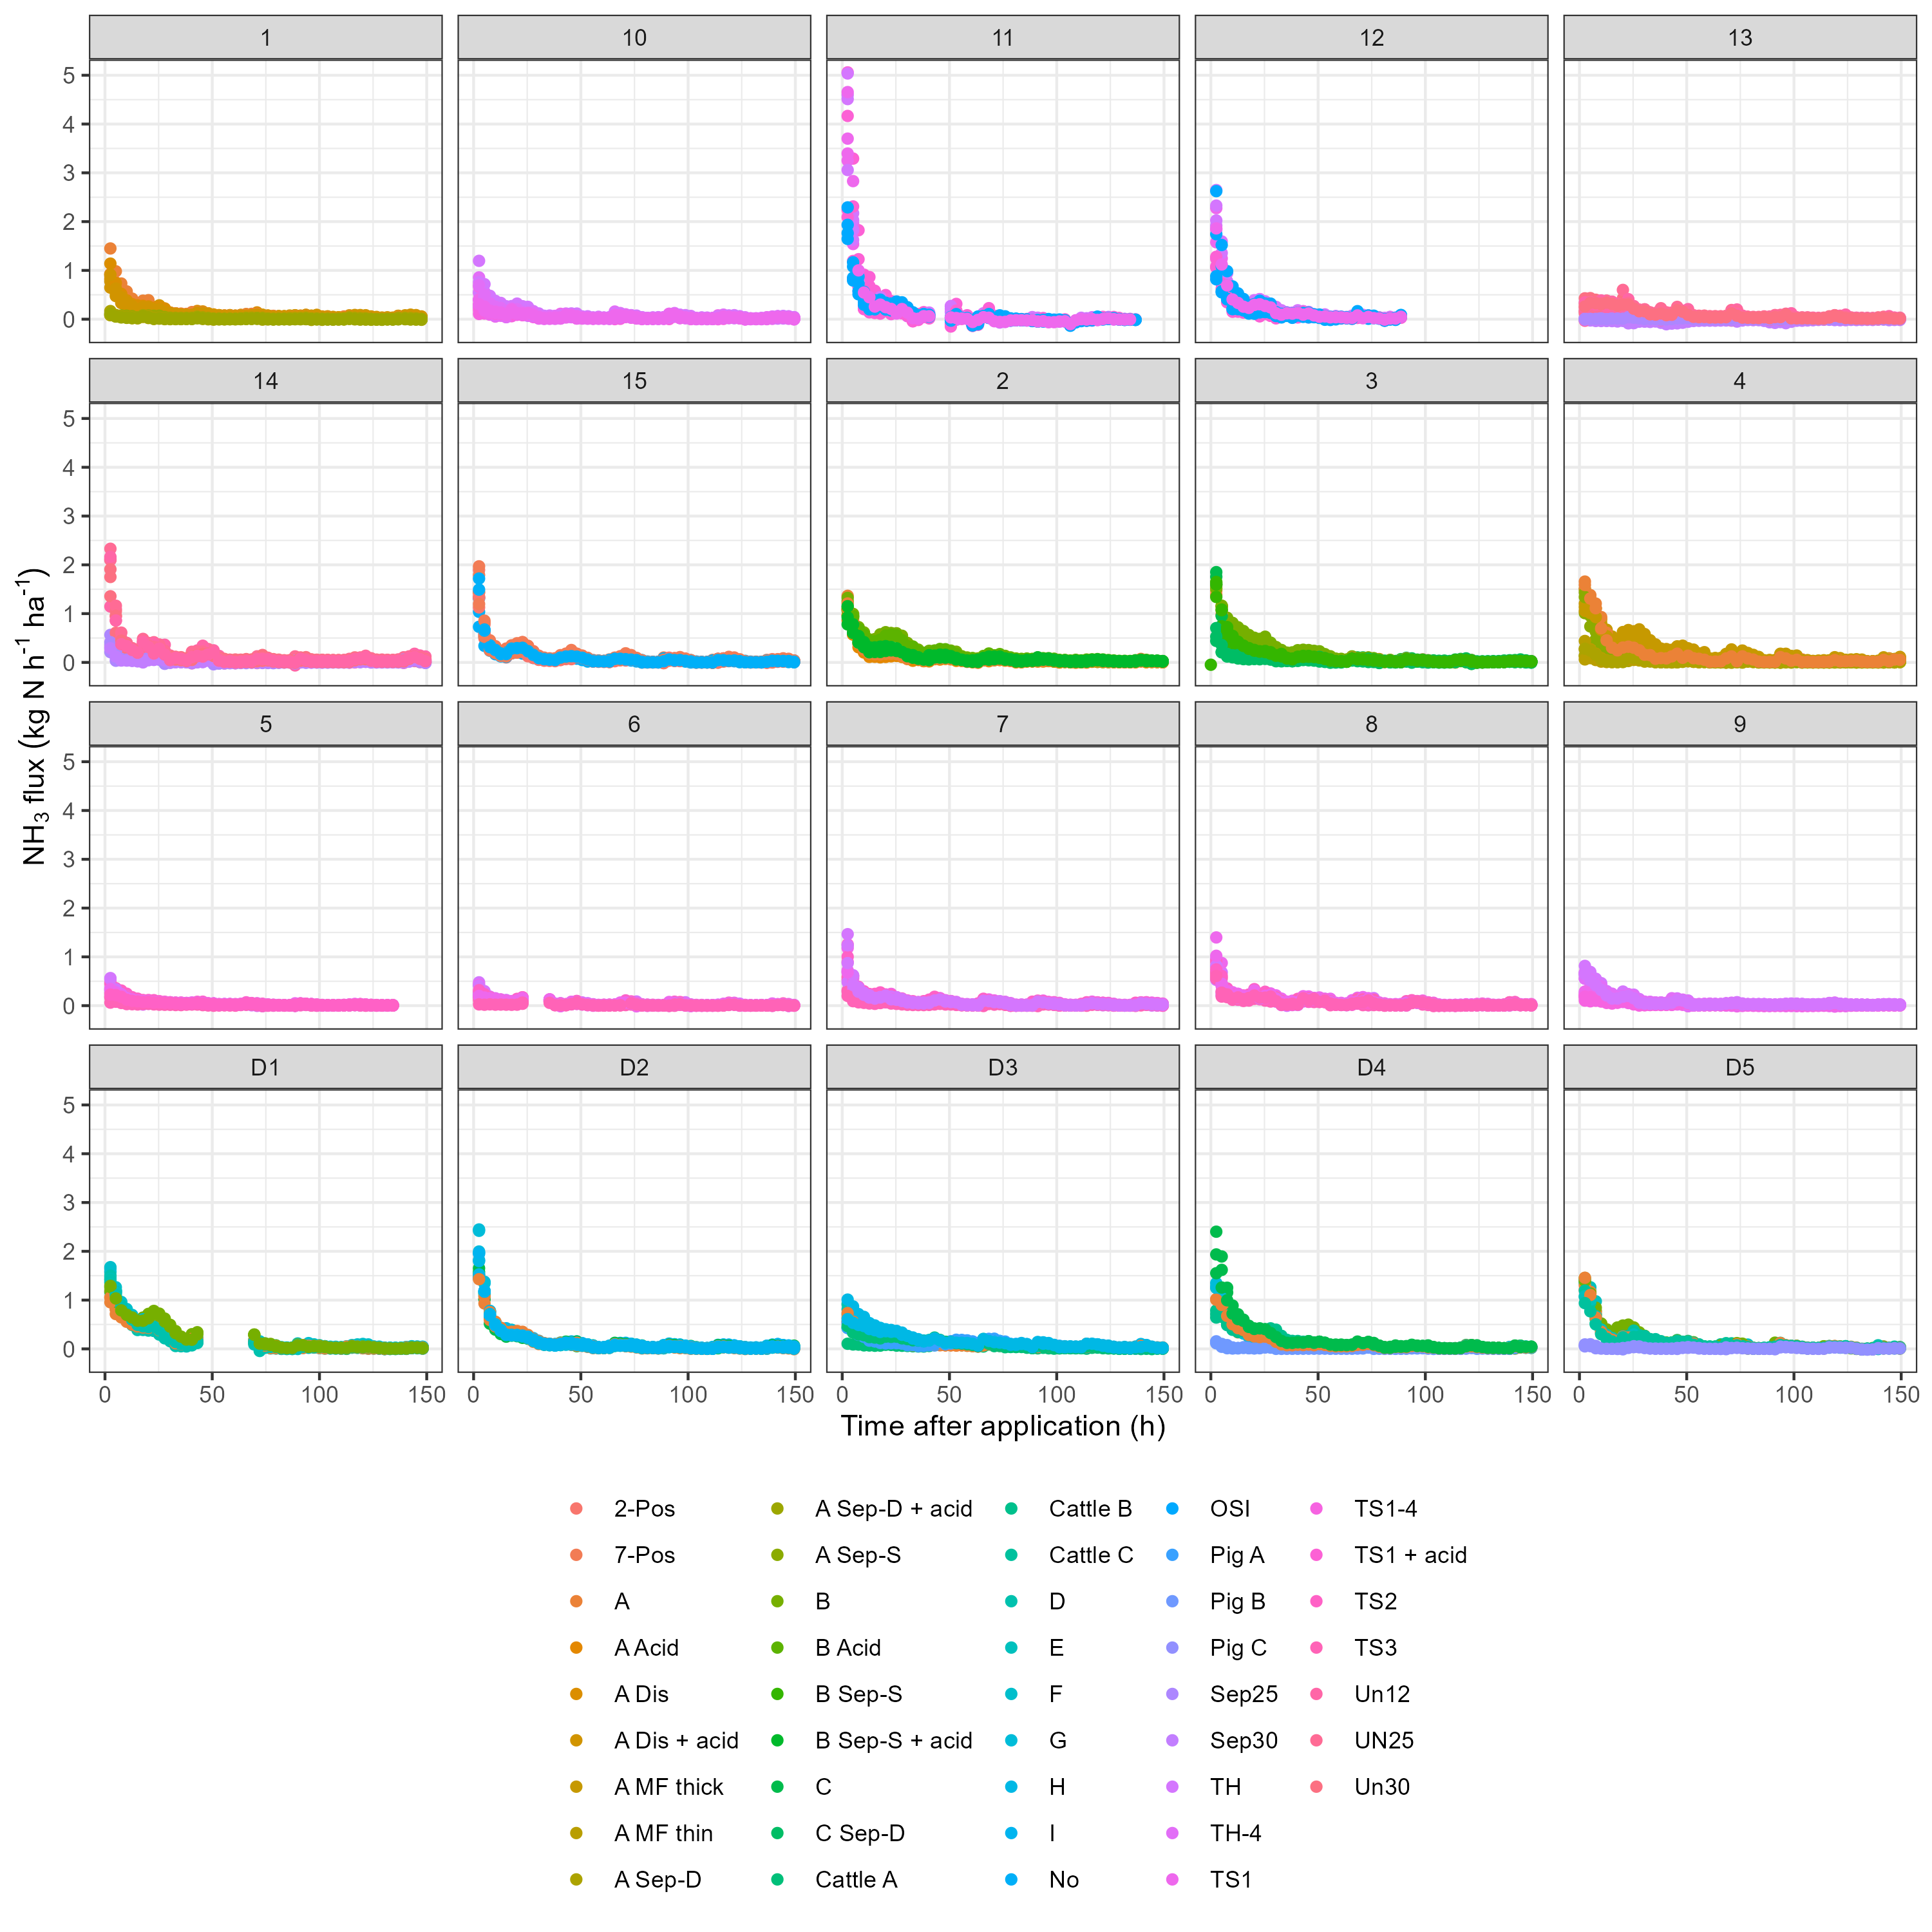 1 10 11 12 13
5
4
3
2
1
0
14 15 2 3 4
5
4
3
2
1
0
NH3 flux (kg N h-1 ha-1)
5 6 7 8 9
5
4
3
2
1
0
D1 D2 D3 D4 D5
5
4
3
2
1
0
0 50 100 150 0 50 100 150 0 50 100 150 0 50 100 150 0 50 100 150
Time after application (h)
2-Pos A Sep-D + acid Cattle B OSI TS1-4
7-Pos A Sep-S Cattle C Pig A TS1 + acid
A B D Pig B TS2
A Acid B Acid E Pig C TS3
A Dis B Sep-S F Sep25 Un12
A Dis + acid B Sep-S + acid G Sep30 UN25
A MF thick C H TH Un30
A MF thin C Sep-D I TH-4
A Sep-D Cattle A No TS1